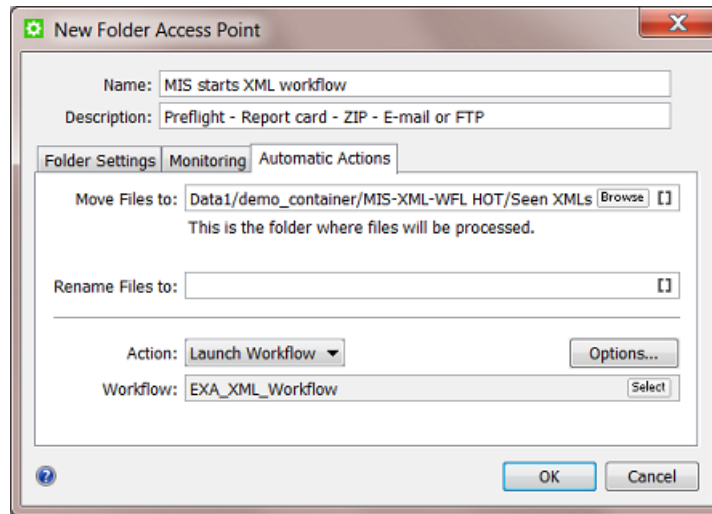 New Folder Access Point
Name: MIS starts XML workflow
Description: Preflight - Report card - ZIP - E-mail or FTP
Folder Settings Monitoring Automatic Actions
Move Files to: Data1/demo_container/MIS-XML-WFL HOT/Seen XMLs Browse []
This is the folder where files will be processed.
Rename Files to: []
Action: Launch Workflow Options...
Workflow: EXA_XML_Workflow Select
? OK Cancel